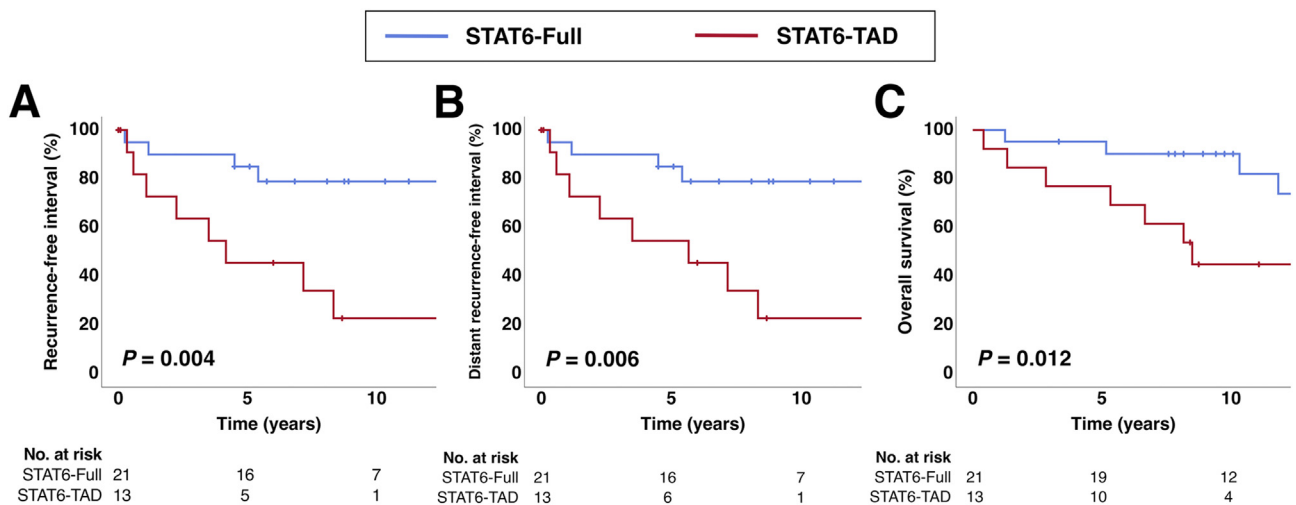 STAT6-Full STAT6-TAD
A
Recurrence-free interval (%)
100
80
60
40
20
0
P = 0.004
0 5 10
Time (years)
No. at risk
STAT6-Full 21 16 7
STAT6-TAD 13 5 1
B
Distant recurrence-free interval (%)
100
80
60
40
20
0
P = 0.006
0 5 10
Time (years)
No. at risk
STAT6-Full 21 16 7
STAT6-TAD 13 6 1
C
Overall survival (%)
100
80
60
40
20
0
P = 0.012
0 5 10
Time (years)
No. at risk
STAT6-Full 21 19 12
STAT6-TAD 13 10 4